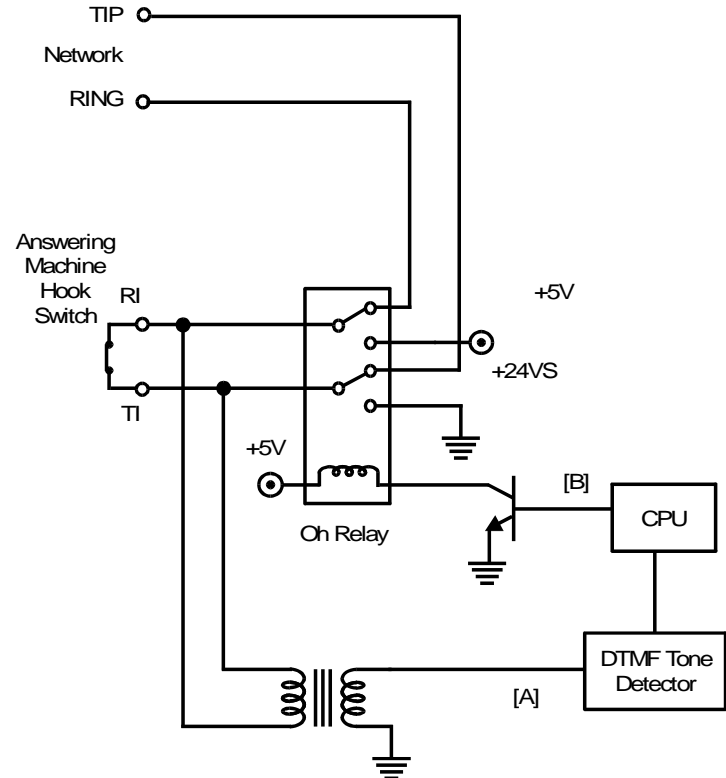 TIP
Network
RING
Answering
Machine
Hook
Switch
RI
TI
+5V
+24VS
+5V
Oh Relay
[B]
CPU
DTMF Tone
Detector
[A]